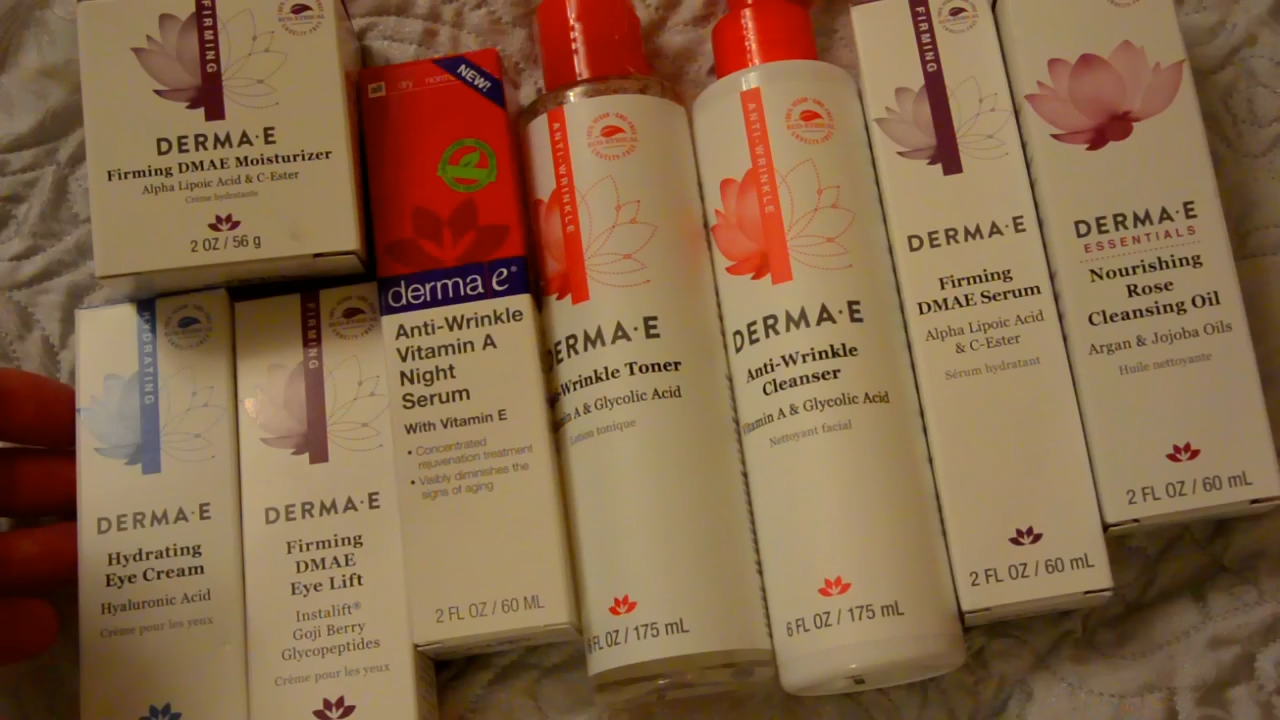 FIRMING
DERMA·E
Firming DMAE Moisturizer
Alpha Lipoic Acid & C-Ester
Crème hydratante
2 OZ / 56 g
HYDRATING
DERMA·E
Hydrating
Eye Cream
Hyaluronic Acid
Crème pour les yeux
FIRMING
DERMA·E
Firming
DMAE
Eye Lift
Instalift®
Goji Berry
Glycopeptides
Crème pour les yeux
all dry
NEW!
derma e®
Anti-Wrinkle
Vitamin A
Night
Serum
With Vitamin E
• Concentrated
rejuvenation treatment
• Visibly diminishes the
signs of aging
2 FL OZ / 60 ML
ANTI-WRINKLE
ERMA·E
-Wrinkle Toner
A & Glycolic Acid
Lotion tonique
FL OZ / 175 mL
ANTI-WRINKLE
DERMA·E
Anti-Wrinkle
Cleanser
Vitamin A & Glycolic Acid
Nettoyant facial
6 FL OZ / 175 mL
FIRMING
DERMA·E
Firming
DMAE Serum
Alpha Lipoic Acid
& C-Ester
Sérum hydratant
2 FL OZ / 60 mL
DERMA·E
ESSENTIALS
Nourishing
Rose
Cleansing Oil
Argan & Jojoba Oils
Huile nettoyante
2 FL OZ / 60 mL